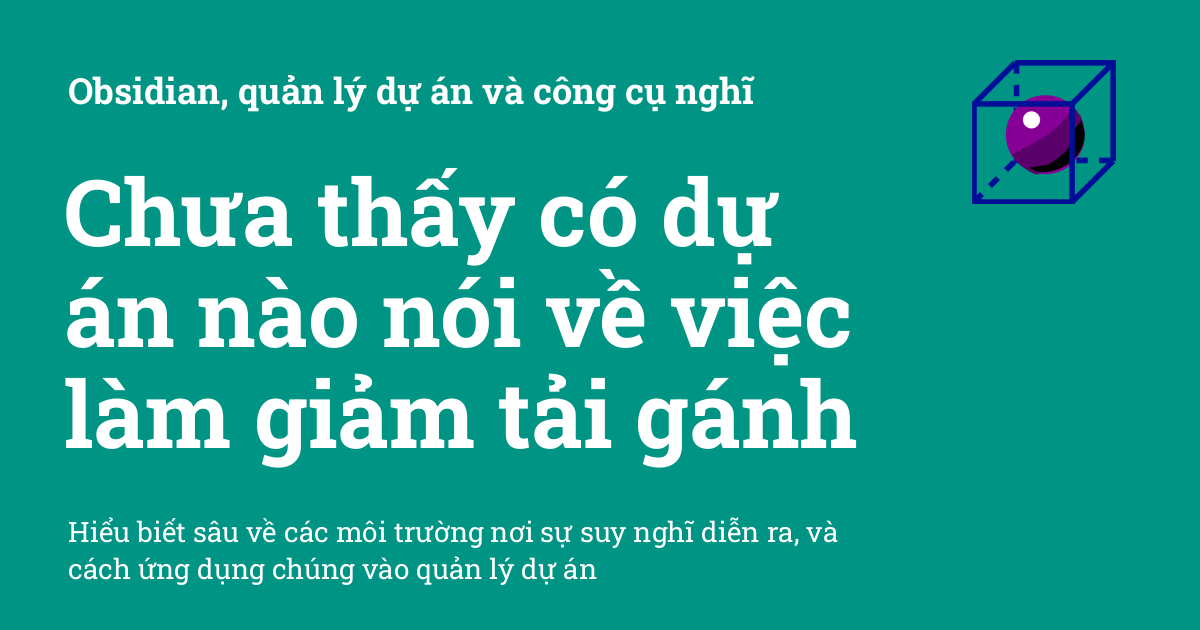 Obsidian, quản lý dự án và công cụ nghĩ
Chưa thấy có dự
án nào nói về việc
làm giảm tải gánh
Hiểu biết sâu về các môi trường nơi sự suy nghĩ diễn ra, và
cách ứng dụng chúng vào quản lý dự án